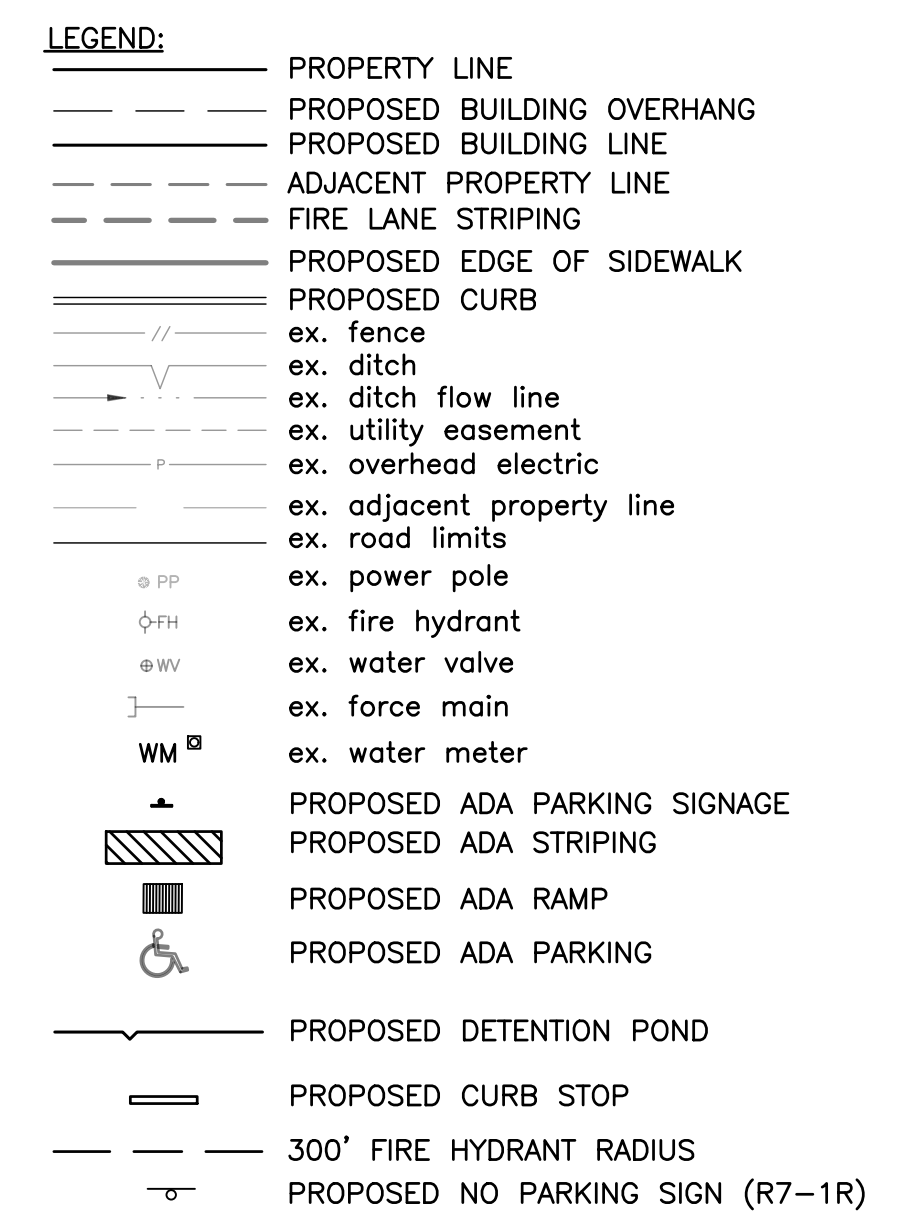 LEGEND:
PROPERTY LINE
PROPOSED BUILDING OVERHANG
PROPOSED BUILDING LINE
ADJACENT PROPERTY LINE
FIRE LANE STRIPING
PROPOSED EDGE OF SIDEWALK
PROPOSED CURB
// ex. fence
ex. ditch
ex. ditch flow line
ex. utility easement
P ex. overhead electric
ex. adjacent property line
ex. road limits
PP ex. power pole
FH ex. fire hydrant
WV ex. water valve
ex. force main
WM ex. water meter
PROPOSED ADA PARKING SIGNAGE
PROPOSED ADA STRIPING
PROPOSED ADA RAMP
PROPOSED ADA PARKING
PROPOSED DETENTION POND
PROPOSED CURB STOP
300' FIRE HYDRANT RADIUS
PROPOSED NO PARKING SIGN (R7-1R)